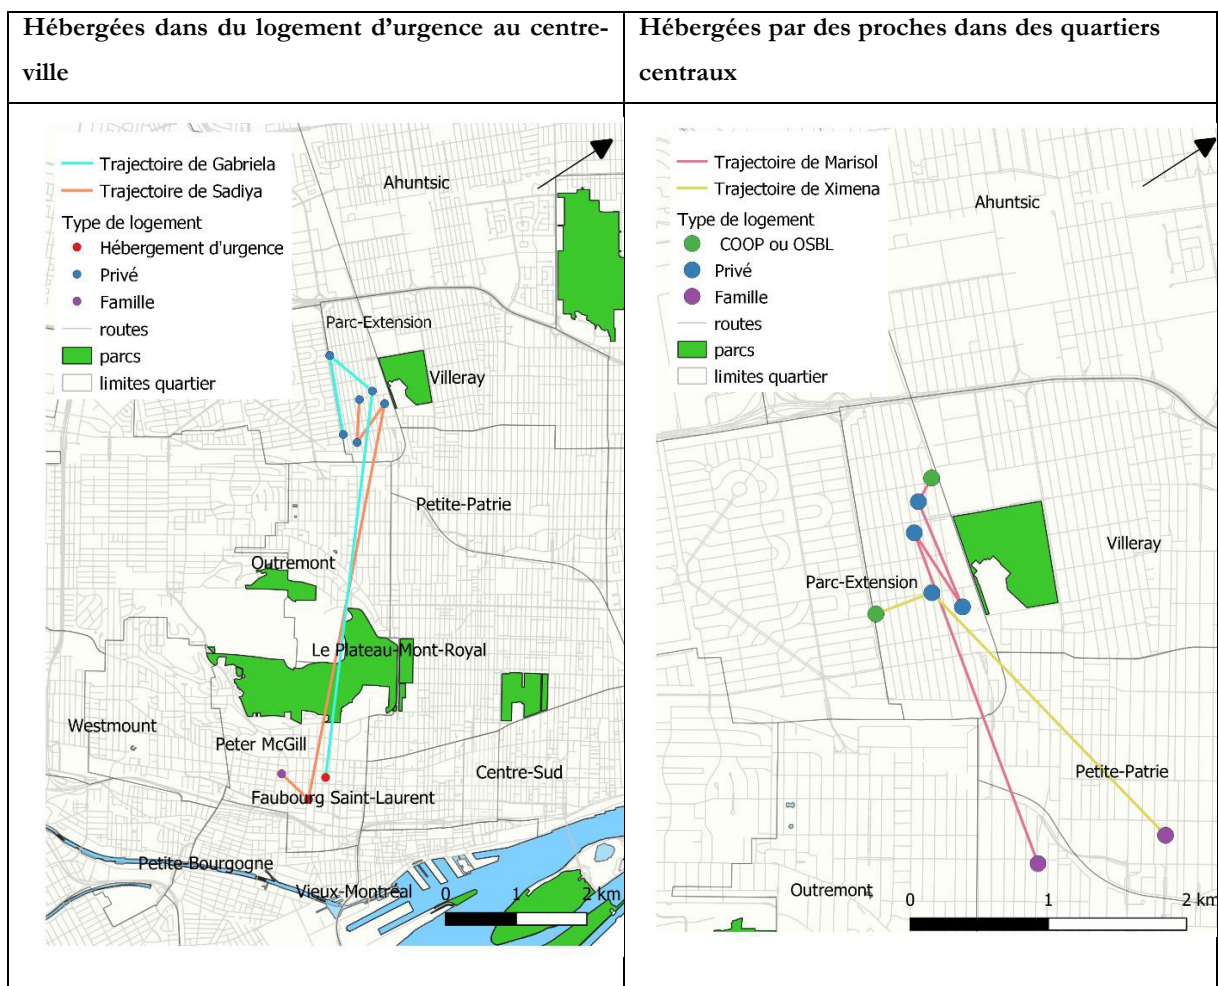 Hébergées dans du logement d’urgence au centre-
ville
Hébergées par des proches dans des quartiers
centraux
Trajectoire de Gabriela
Trajectoire de Sadiya
Type de logement
Hébergement d'urgence
Privé
Famille
routes
parcs
limites quartier
Ahuntsic
Parc-Extension
Villeray
Petite-Patrie
Outremont
Le Plateau-Mont-Royal
Westmount
Peter McGill
Centre-Sud
Faubourg Saint-Laurent
Petite-Bourgogne
Vieux-Montréal
0 1 2 km
Trajectoire de Marisol
Trajectoire de Ximena
Type de logement
COOP ou OSBL
Privé
Famille
routes
parcs
limites quartier
Ahuntsic
Villeray
Parc-Extension
Petite-Patrie
Outremont
0 1 2 km